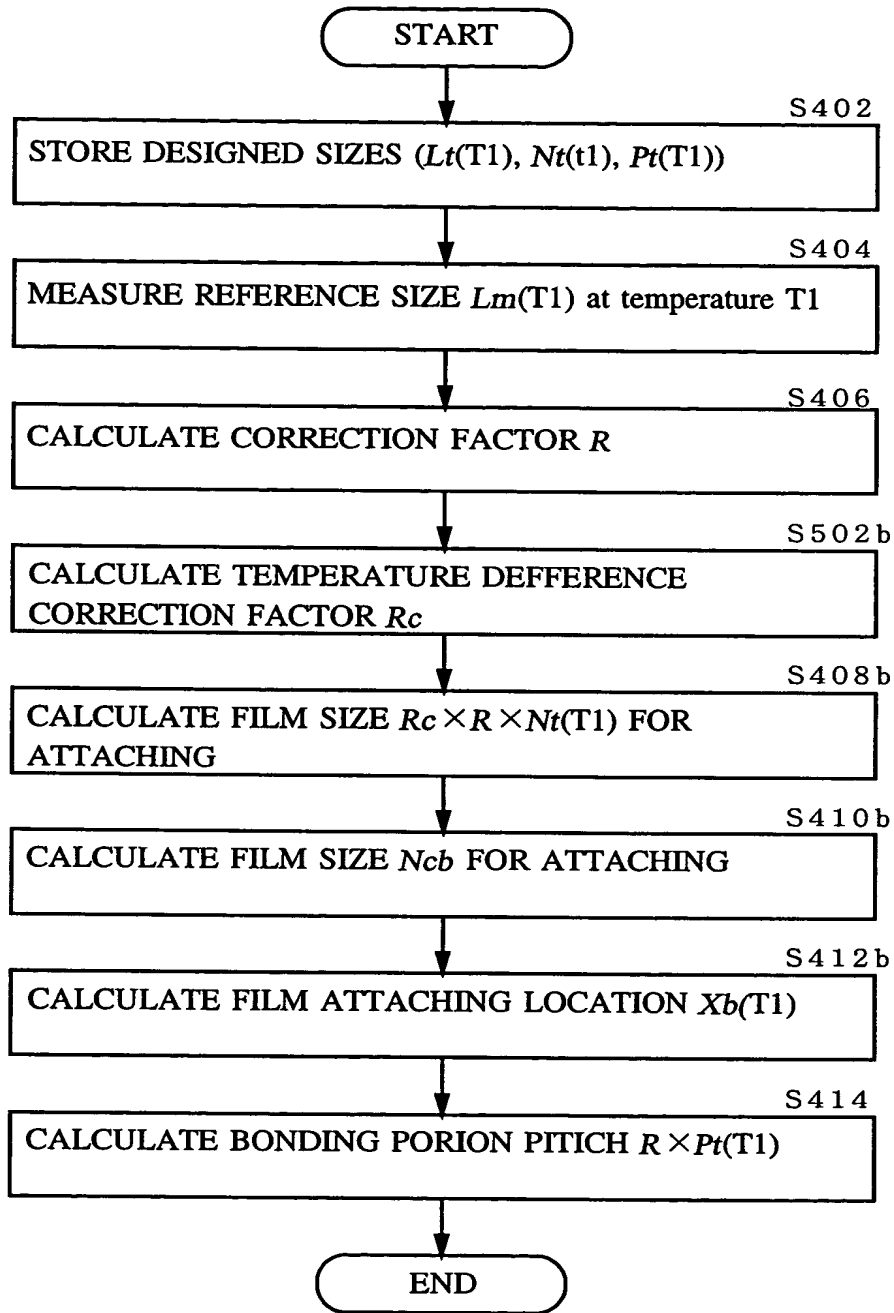 START
S402
STORE DESIGNED SIZES (Lt(T1), Nt(t1), Pt(T1))
S404
MEASURE REFERENCE SIZE Lm(T1) at temperature T1
S406
CALCULATE CORRECTION FACTOR R
S502b
CALCULATE TEMPERATURE DEFFERENCE
CORRECTION FACTOR Rc
S408b
CALCULATE FILM SIZE Rc×R×Nt(T1) FOR
ATTACHING
S410b
CALCULATE FILM SIZE Ncb FOR ATTACHING
S412b
CALCULATE FILM ATTACHING LOCATION Xb(T1)
S414
CALCULATE BONDING PORION PITICH R×Pt(T1)
END